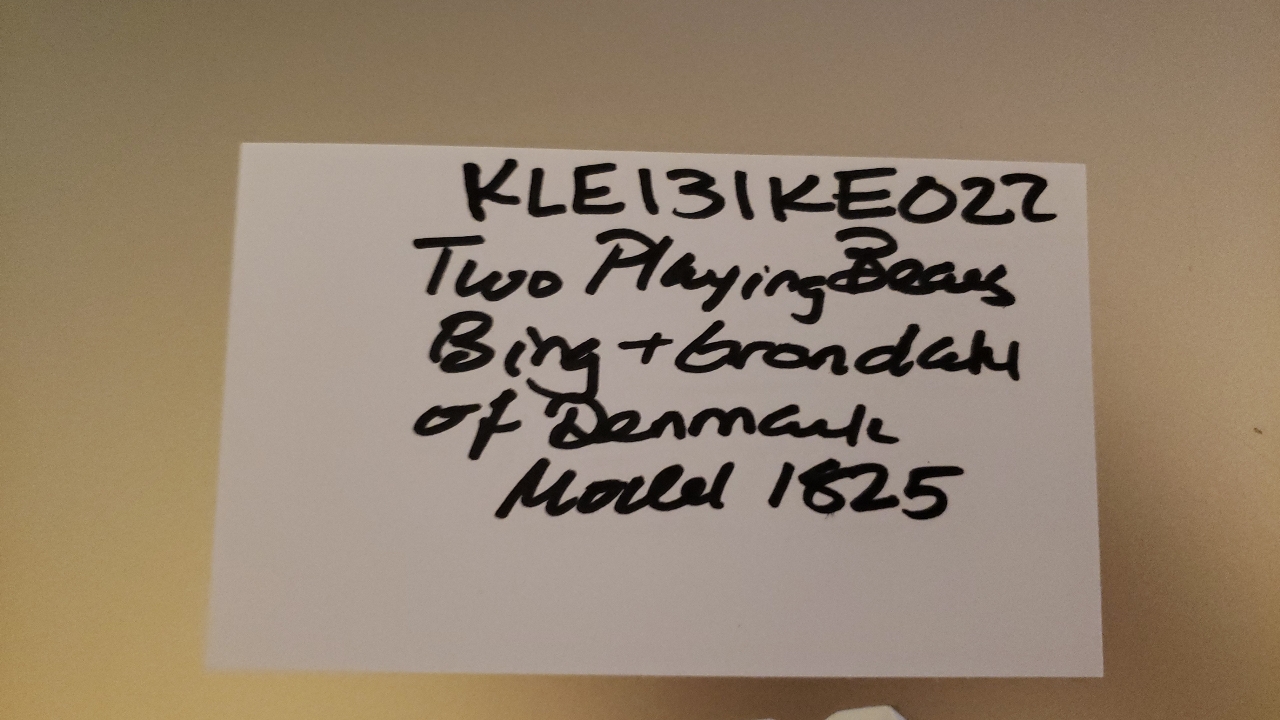 KLE131KE022
Two Playing Bears
Bing + Grondahl
of Denmark
Model 1825